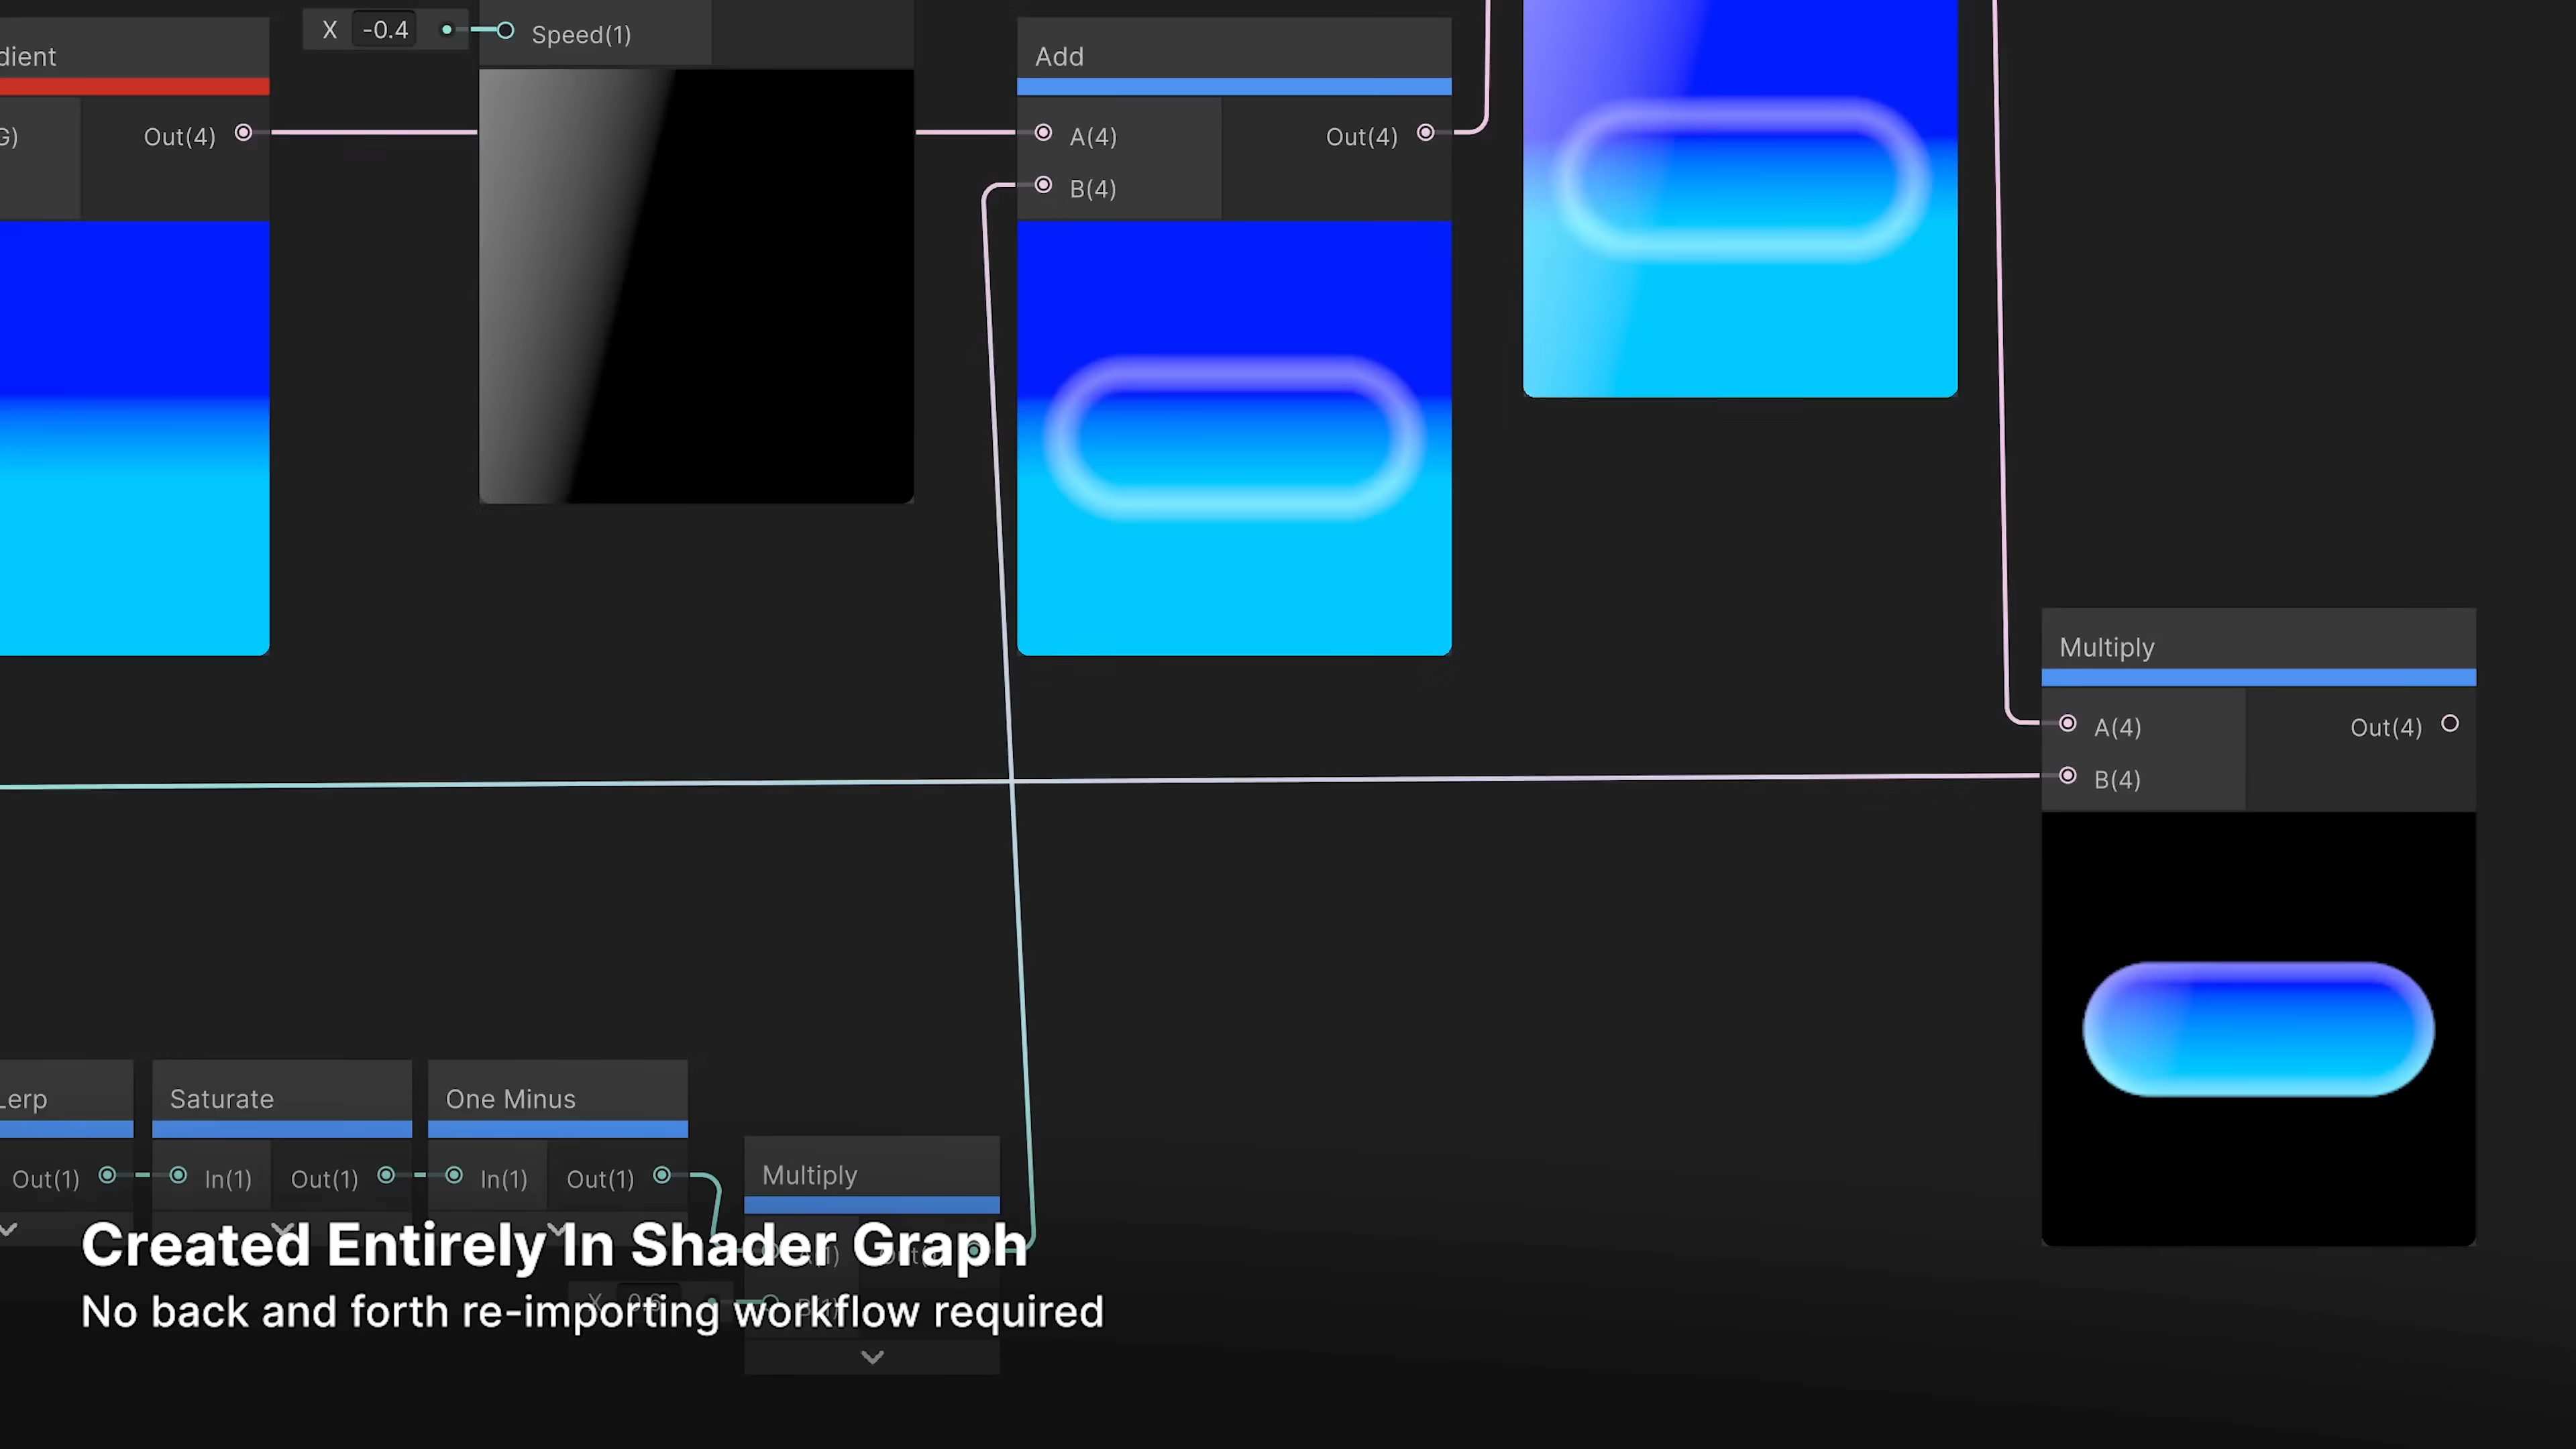 X -0.4
Speed(1)
dient
Out(4)
G)
Add
A(4)
Out(4)
B(4)
Multiply
A(4)
Out(4)
B(4)
Lerp
Saturate
One Minus
Out(1)
In(1)
Out(1)
In(1)
Out(1)
Multiply
Created Entirely In Shader Graph
No back and forth re-importing workflow required